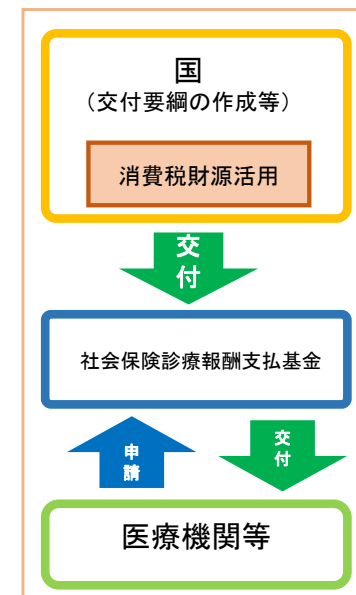 国
（交付要綱の作成等）
消費税財源活用
交
付
社会保険診療報酬支払基金
申
請
交
付
医療機関等